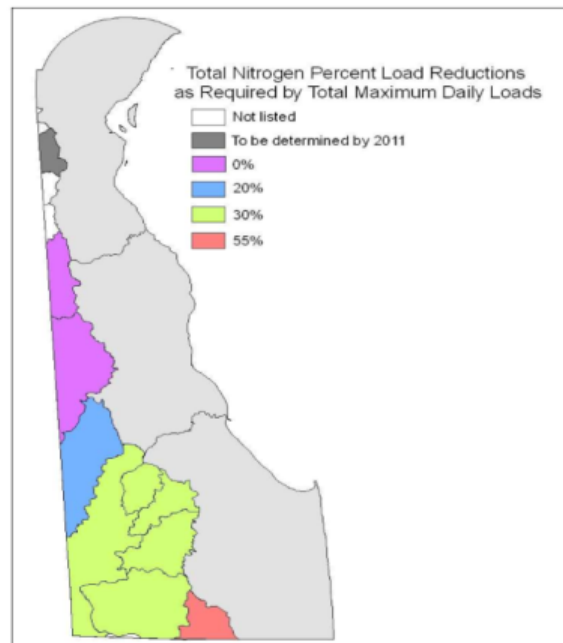 Total Nitrogen Percent Load Reductions
as Required by Total Maximum Daily Loads
Not listed
To be determined by 2011
0%
20%
30%
55%